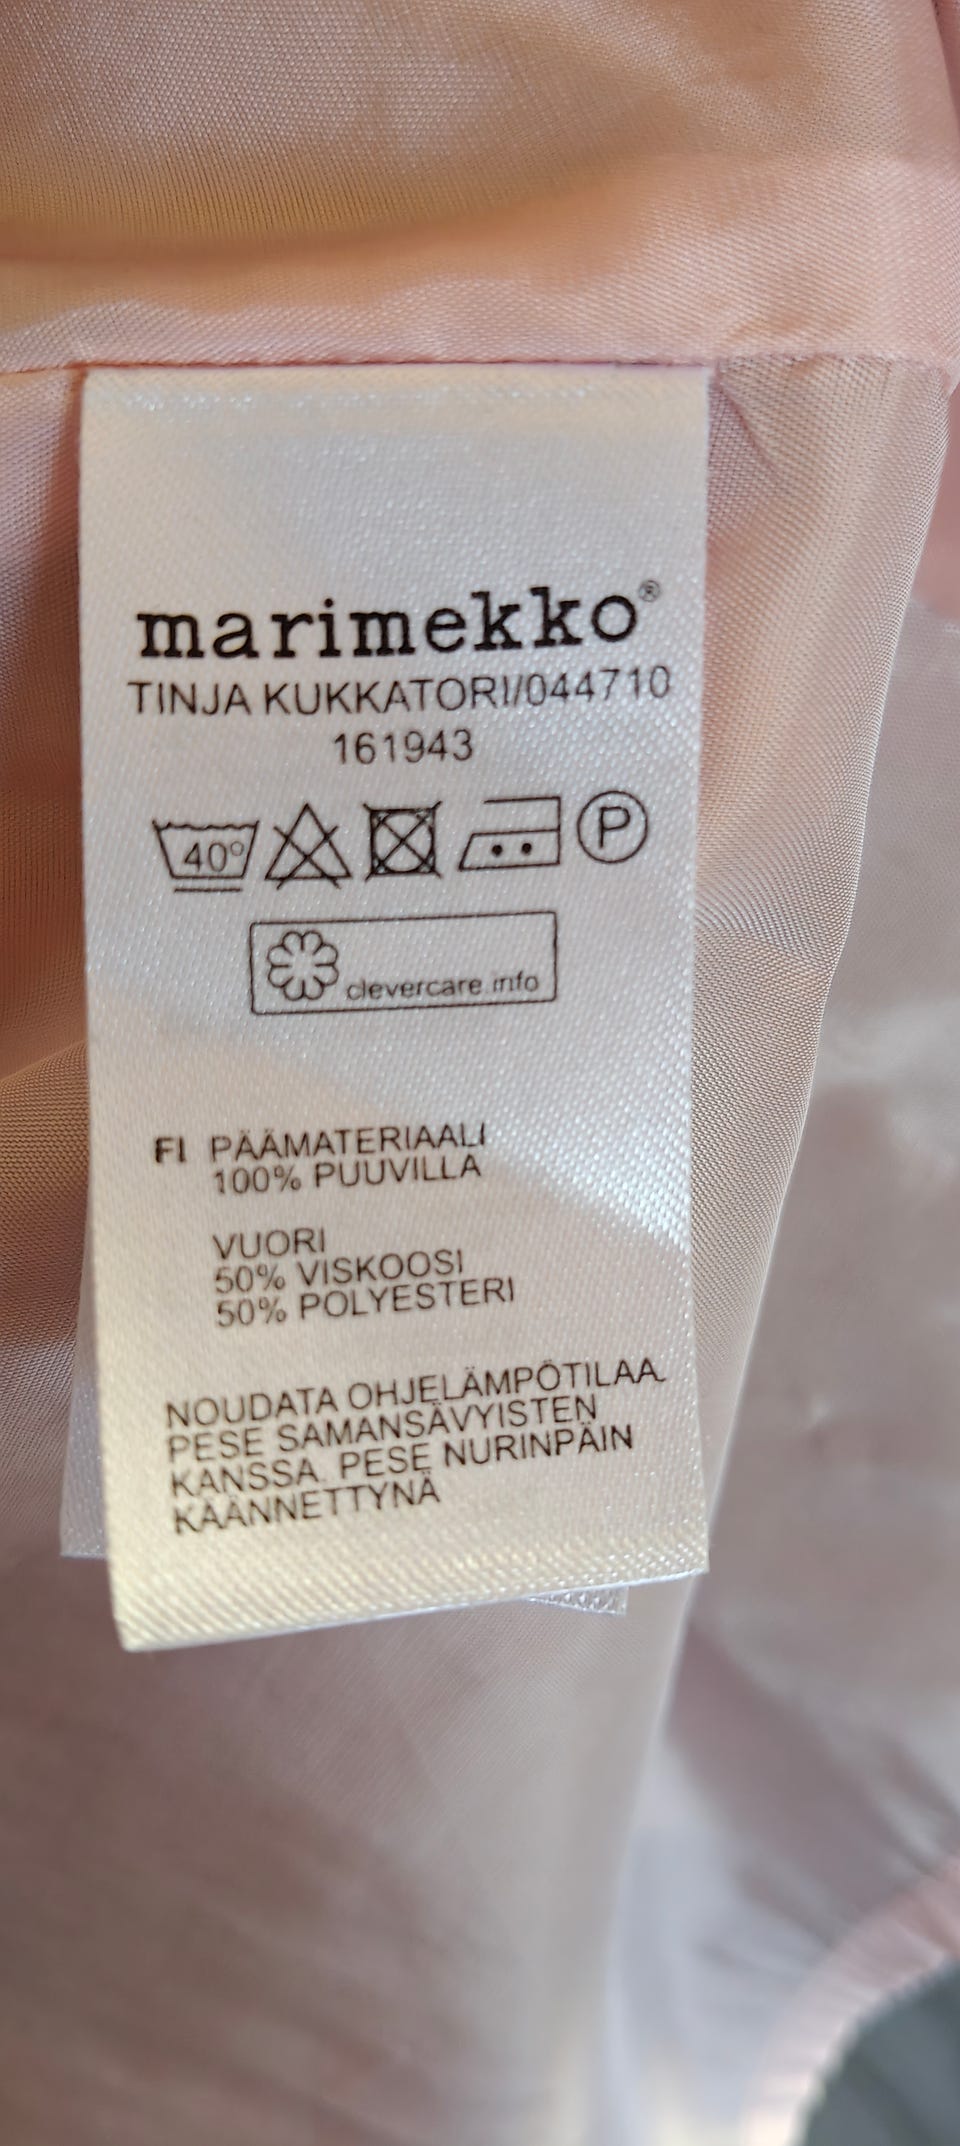 marimekko®
TINJA KUKKATORI/044710
161943
40°
P
clevercare.info
FI PÄÄMATERIAALI
100% PUUVILLA
VUORI
50% VISKOOSI
50% POLYESTERI
NOUDATA OHJELÄMPÖTILAA.
PESE SAMANSÄVYISTEN
KANSSA. PESE NURINPÄIN
KÄÄNNETTYNÄ